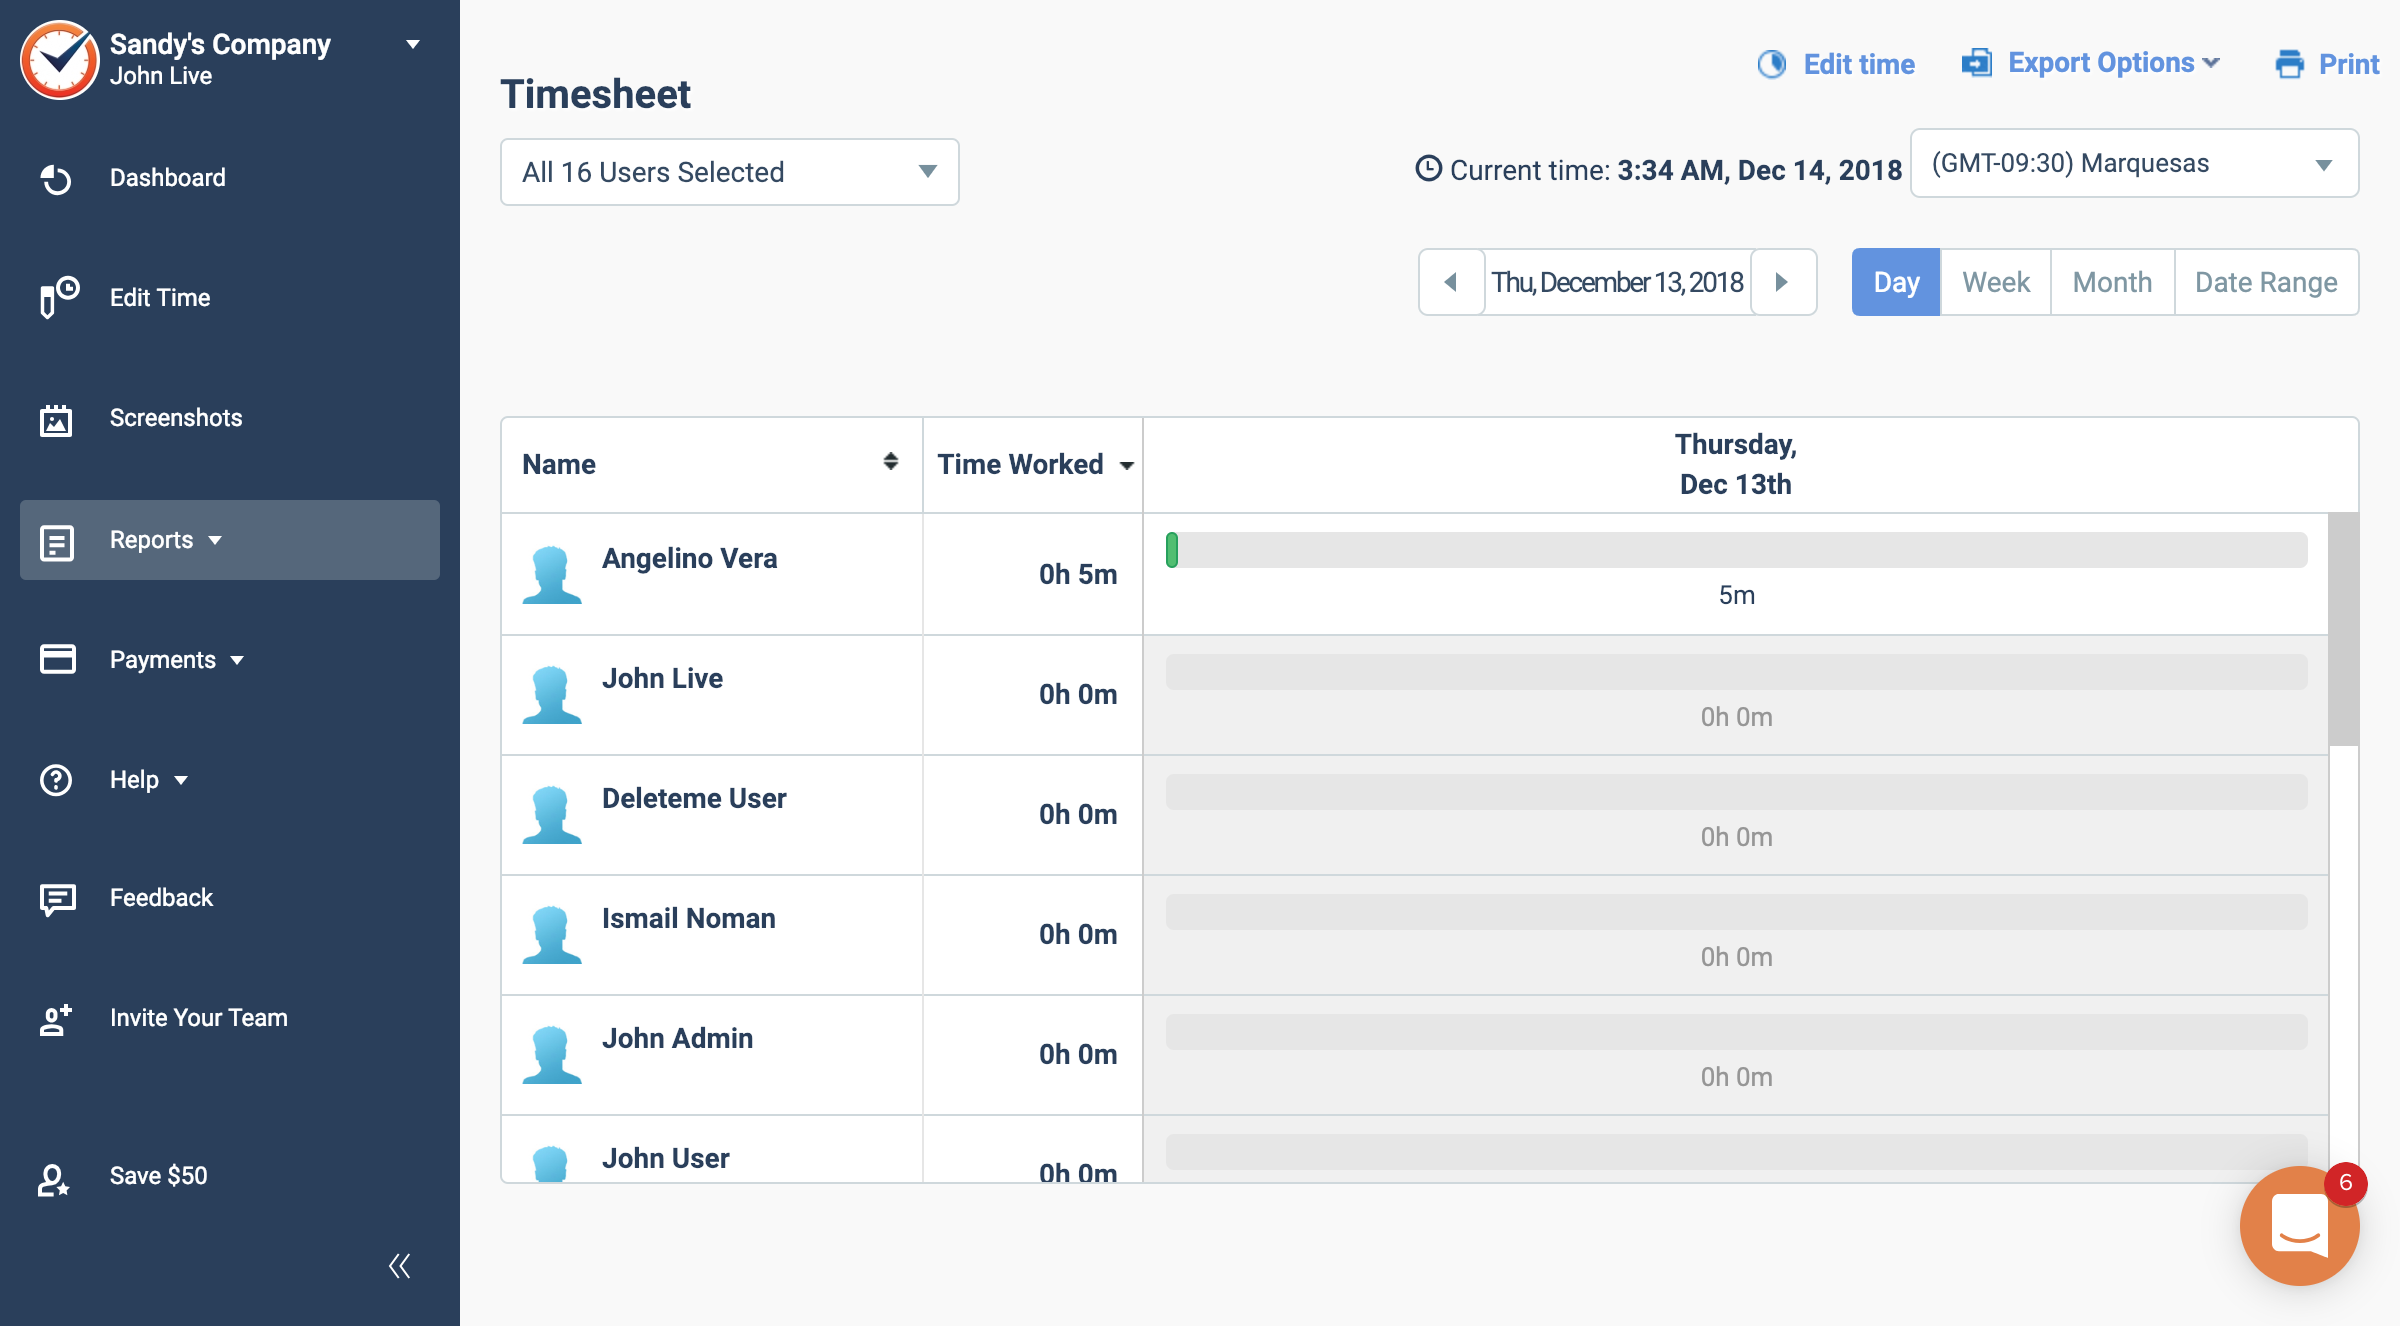 Sandy's Company
John Live
Dashboard
Edit Time
Screenshots
Reports
Payments
Help
Feedback
Invite Your Team
Save $50
Edit time
Export Options
Print
Timesheet
All 16 Users Selected
Current time: 3:34 AM, Dec 14, 2018
(GMT-09:30) Marquesas
Thu, December 13, 2018
Day
Week
Month
Date Range
Name
Time Worked
Thursday,
Dec 13th
Angelino Vera
0h 5m
5m
John Live
0h 0m
0h 0m
Deleteme User
0h 0m
0h 0m
Ismail Noman
0h 0m
0h 0m
John Admin
0h 0m
0h 0m
John User
0h 0m
6